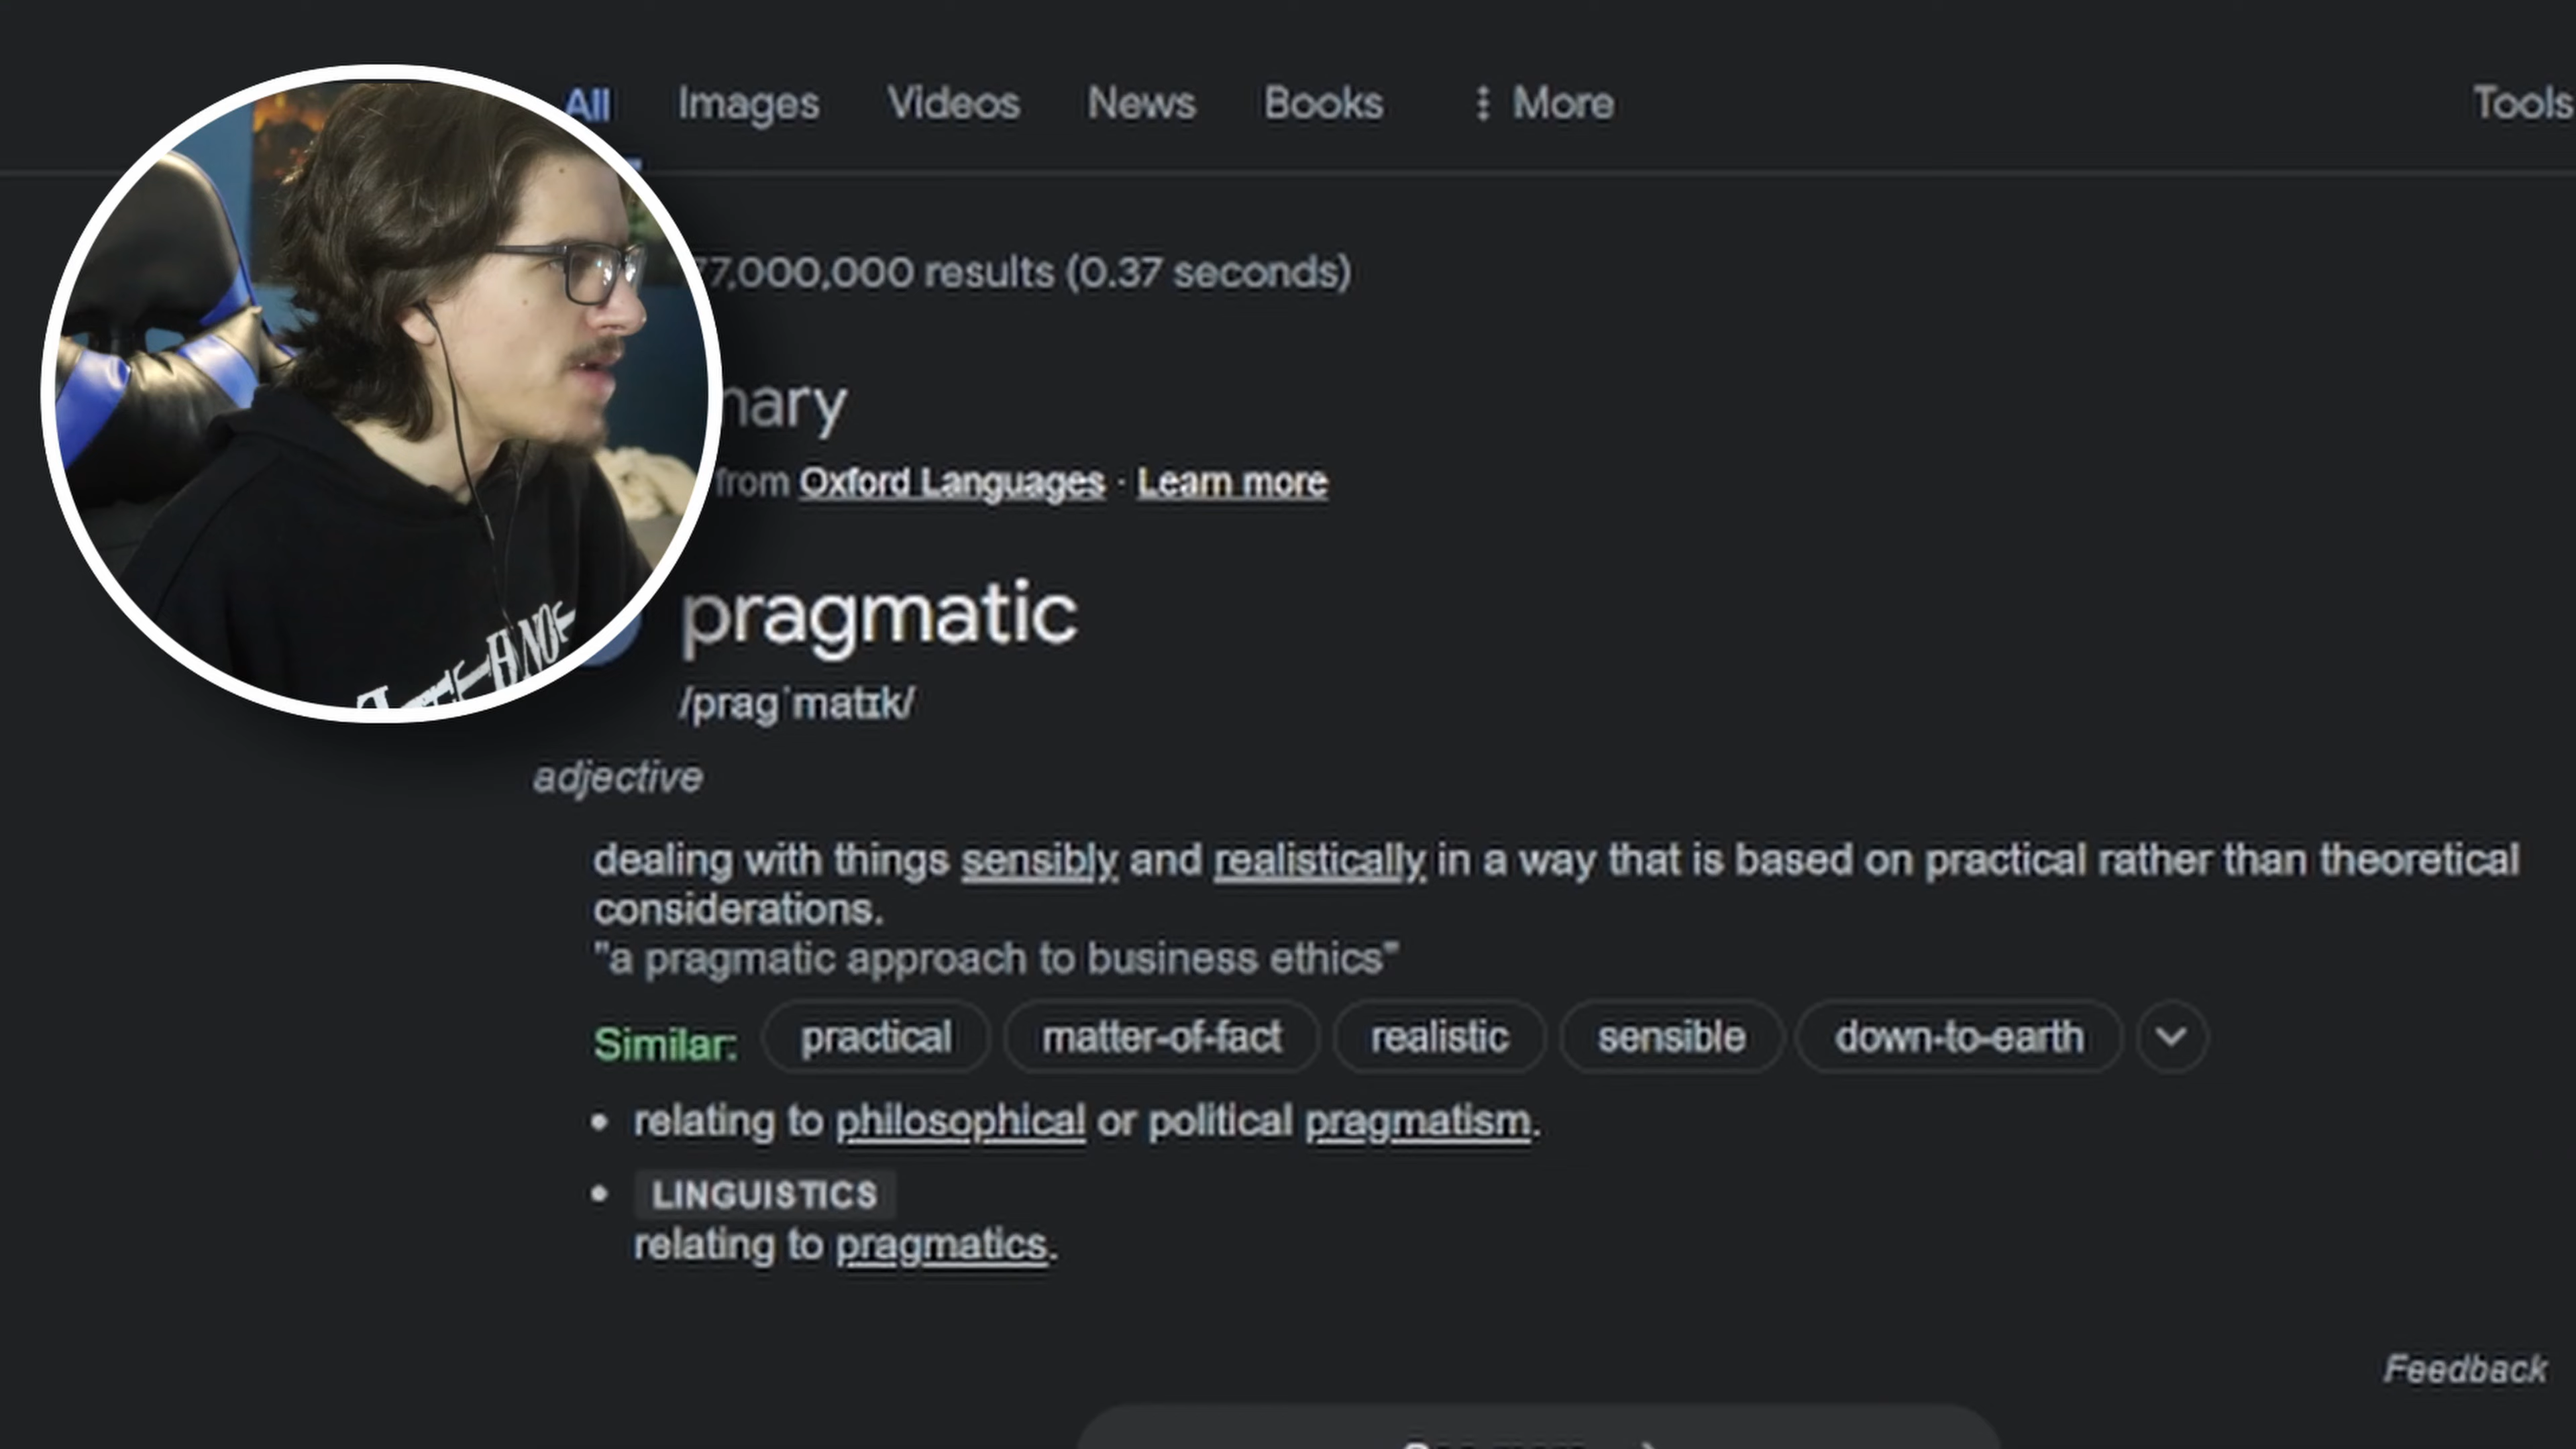 All Images Videos News Books More Tools
77,000,000 results (0.37 seconds)
nary
from Oxford Languages · Learn more
pragmatic
/praɡˈmatɪk/
adjective
dealing with things sensibly and realistically in a way that is based on practical rather than theoretical
considerations.
"a pragmatic approach to business ethics"
Similar: practical matter-of-fact realistic sensible down-to-earth
• relating to philosophical or political pragmatism.
• LINGUISTICS
relating to pragmatics.
Feedback